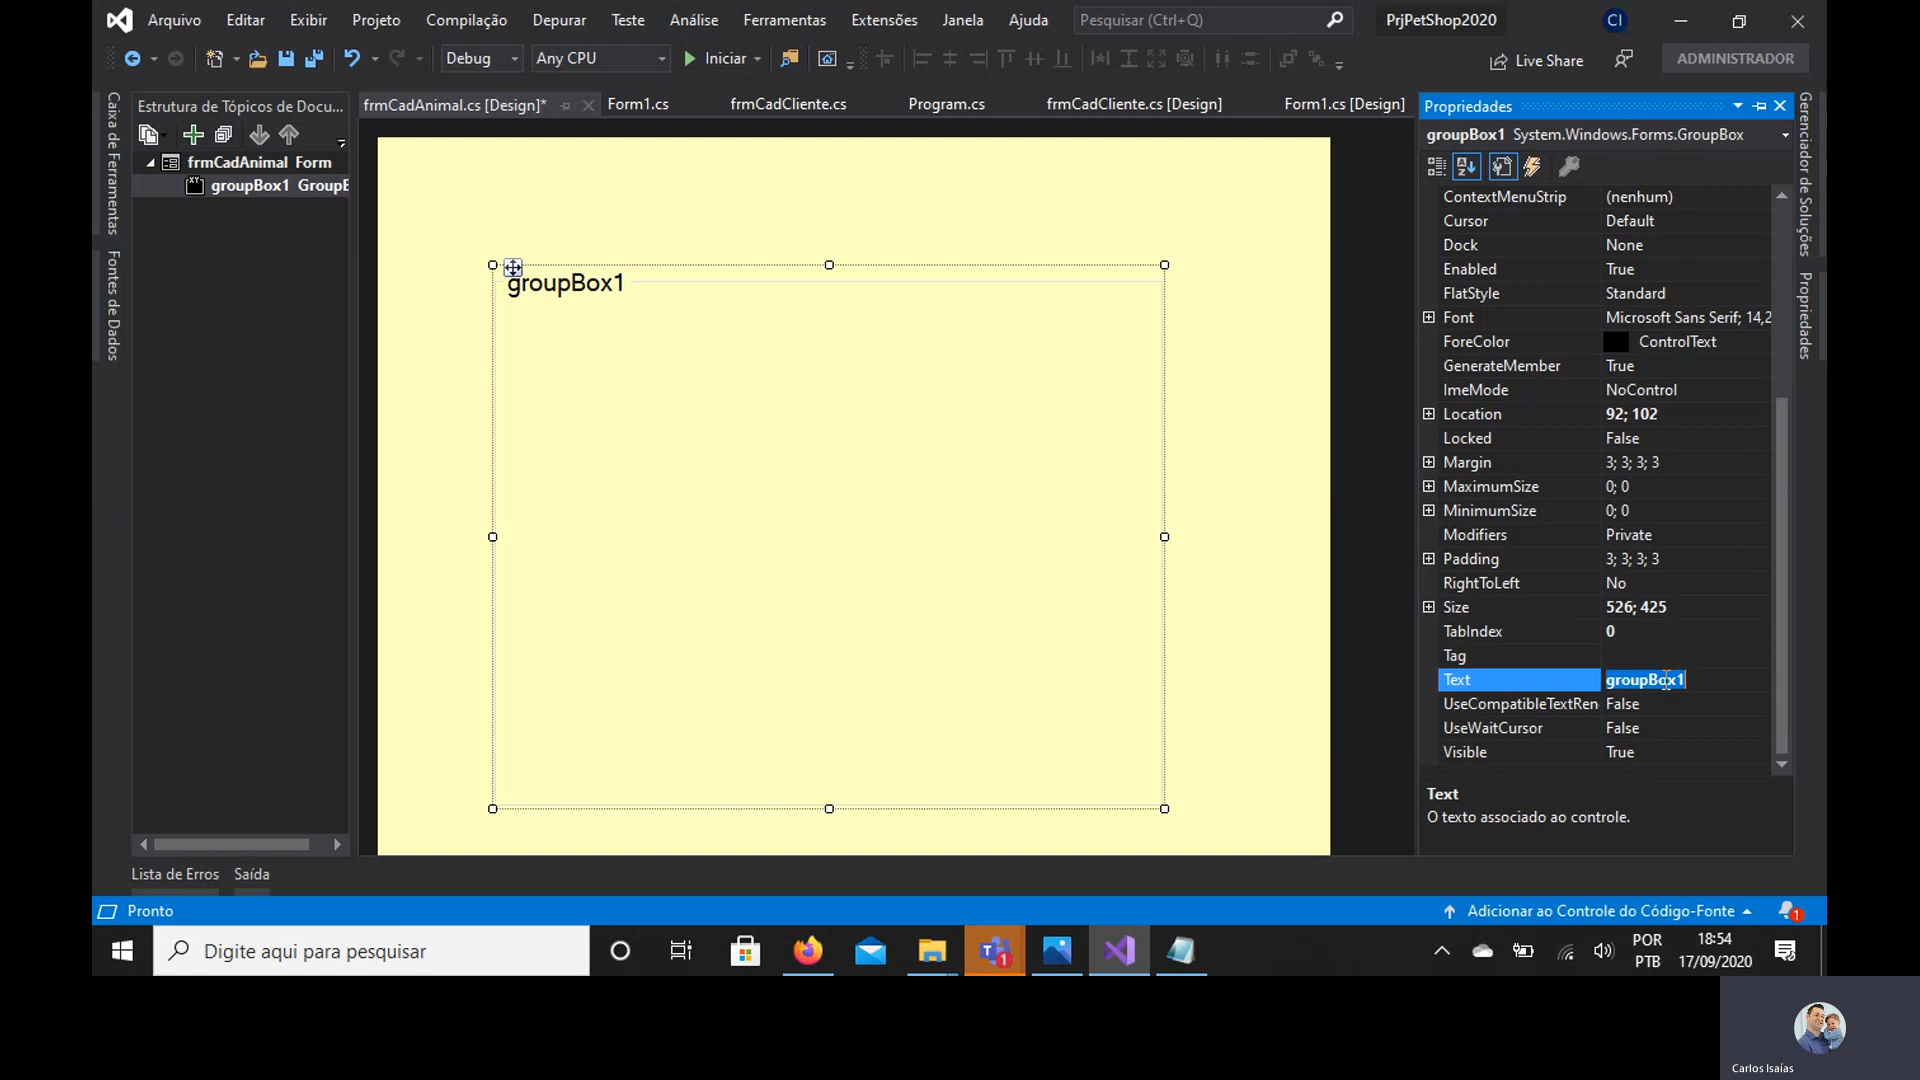 Arquivo Editar Exibir Projeto Compilação Depurar Teste Análise Ferramentas Extensões Janela Ajuda Pesquisar (Ctrl+Q) PrjPetShop2020 CI
Debug Any CPU Iniciar Live Share ADMINISTRADOR
Caixa de Ferramentas
Fontes de Dados
Estrutura de Tópicos de Docu...
frmCadAnimal Form
groupBox1 GroupB
frmCadAnimal.cs [Design]* Form1.cs frmCadCliente.cs Program.cs frmCadCliente.cs [Design] Form1.cs [Design]
groupBox1
Propriedades
groupBox1 System.Windows.Forms.GroupBox
ContextMenuStrip (nenhum)
Cursor Default
Dock None
Enabled True
FlatStyle Standard
Font Microsoft Sans Serif; 14,2
ForeColor ControlText
GenerateMember True
ImeMode NoControl
Location 92; 102
Locked False
Margin 3; 3; 3; 3
MaximumSize 0; 0
MinimumSize 0; 0
Modifiers Private
Padding 3; 3; 3; 3
RightToLeft No
Size 526; 425
TabIndex 0
Tag
Text groupBox1
UseCompatibleTextRen False
UseWaitCursor False
Visible True
Text
O texto associado ao controle.
Gerenciador de Soluções
Propriedades
Lista de Erros Saída
Pronto Adicionar ao Controle do Código-Fonte 1
Digite aqui para pesquisar 1 POR 18:54
PTB 17/09/2020
Carlos Isaías